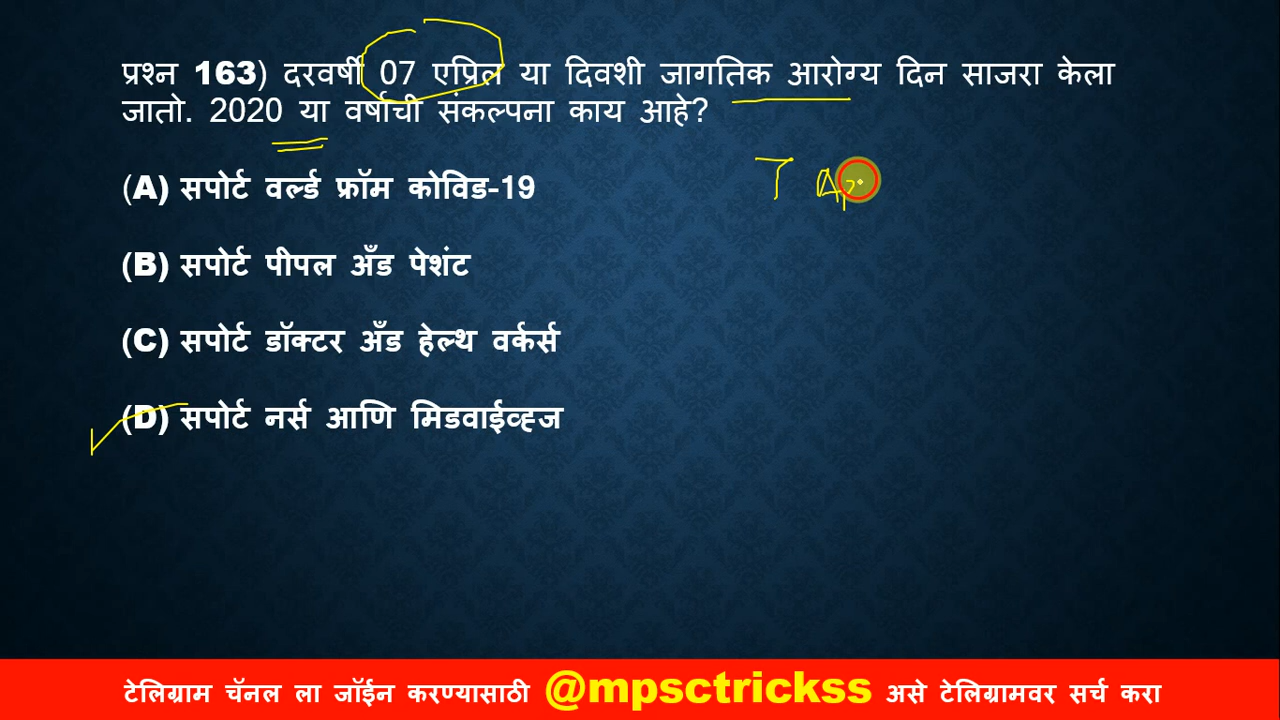 प्रश्न 163) दरवर्षी 07 एप्रिल या दिवशी जागतिक आरोग्य दिन साजरा केला
जातो. 2020 या वर्षाची संकल्पना काय आहे?
(A) सपोर्ट वर्ल्ड फ्रॉम कोविड-19
(B) सपोर्ट पीपल अँड पेशंट
(C) सपोर्ट डॉक्टर अँड हेल्थ वर्कर्स
(D) सपोर्ट नर्स आणि मिडवाईव्ह्ज
टेलिग्राम चॅनल ला जॉईन करण्यासाठी @mpsctrickss असे टेलिग्रामवर सर्च करा